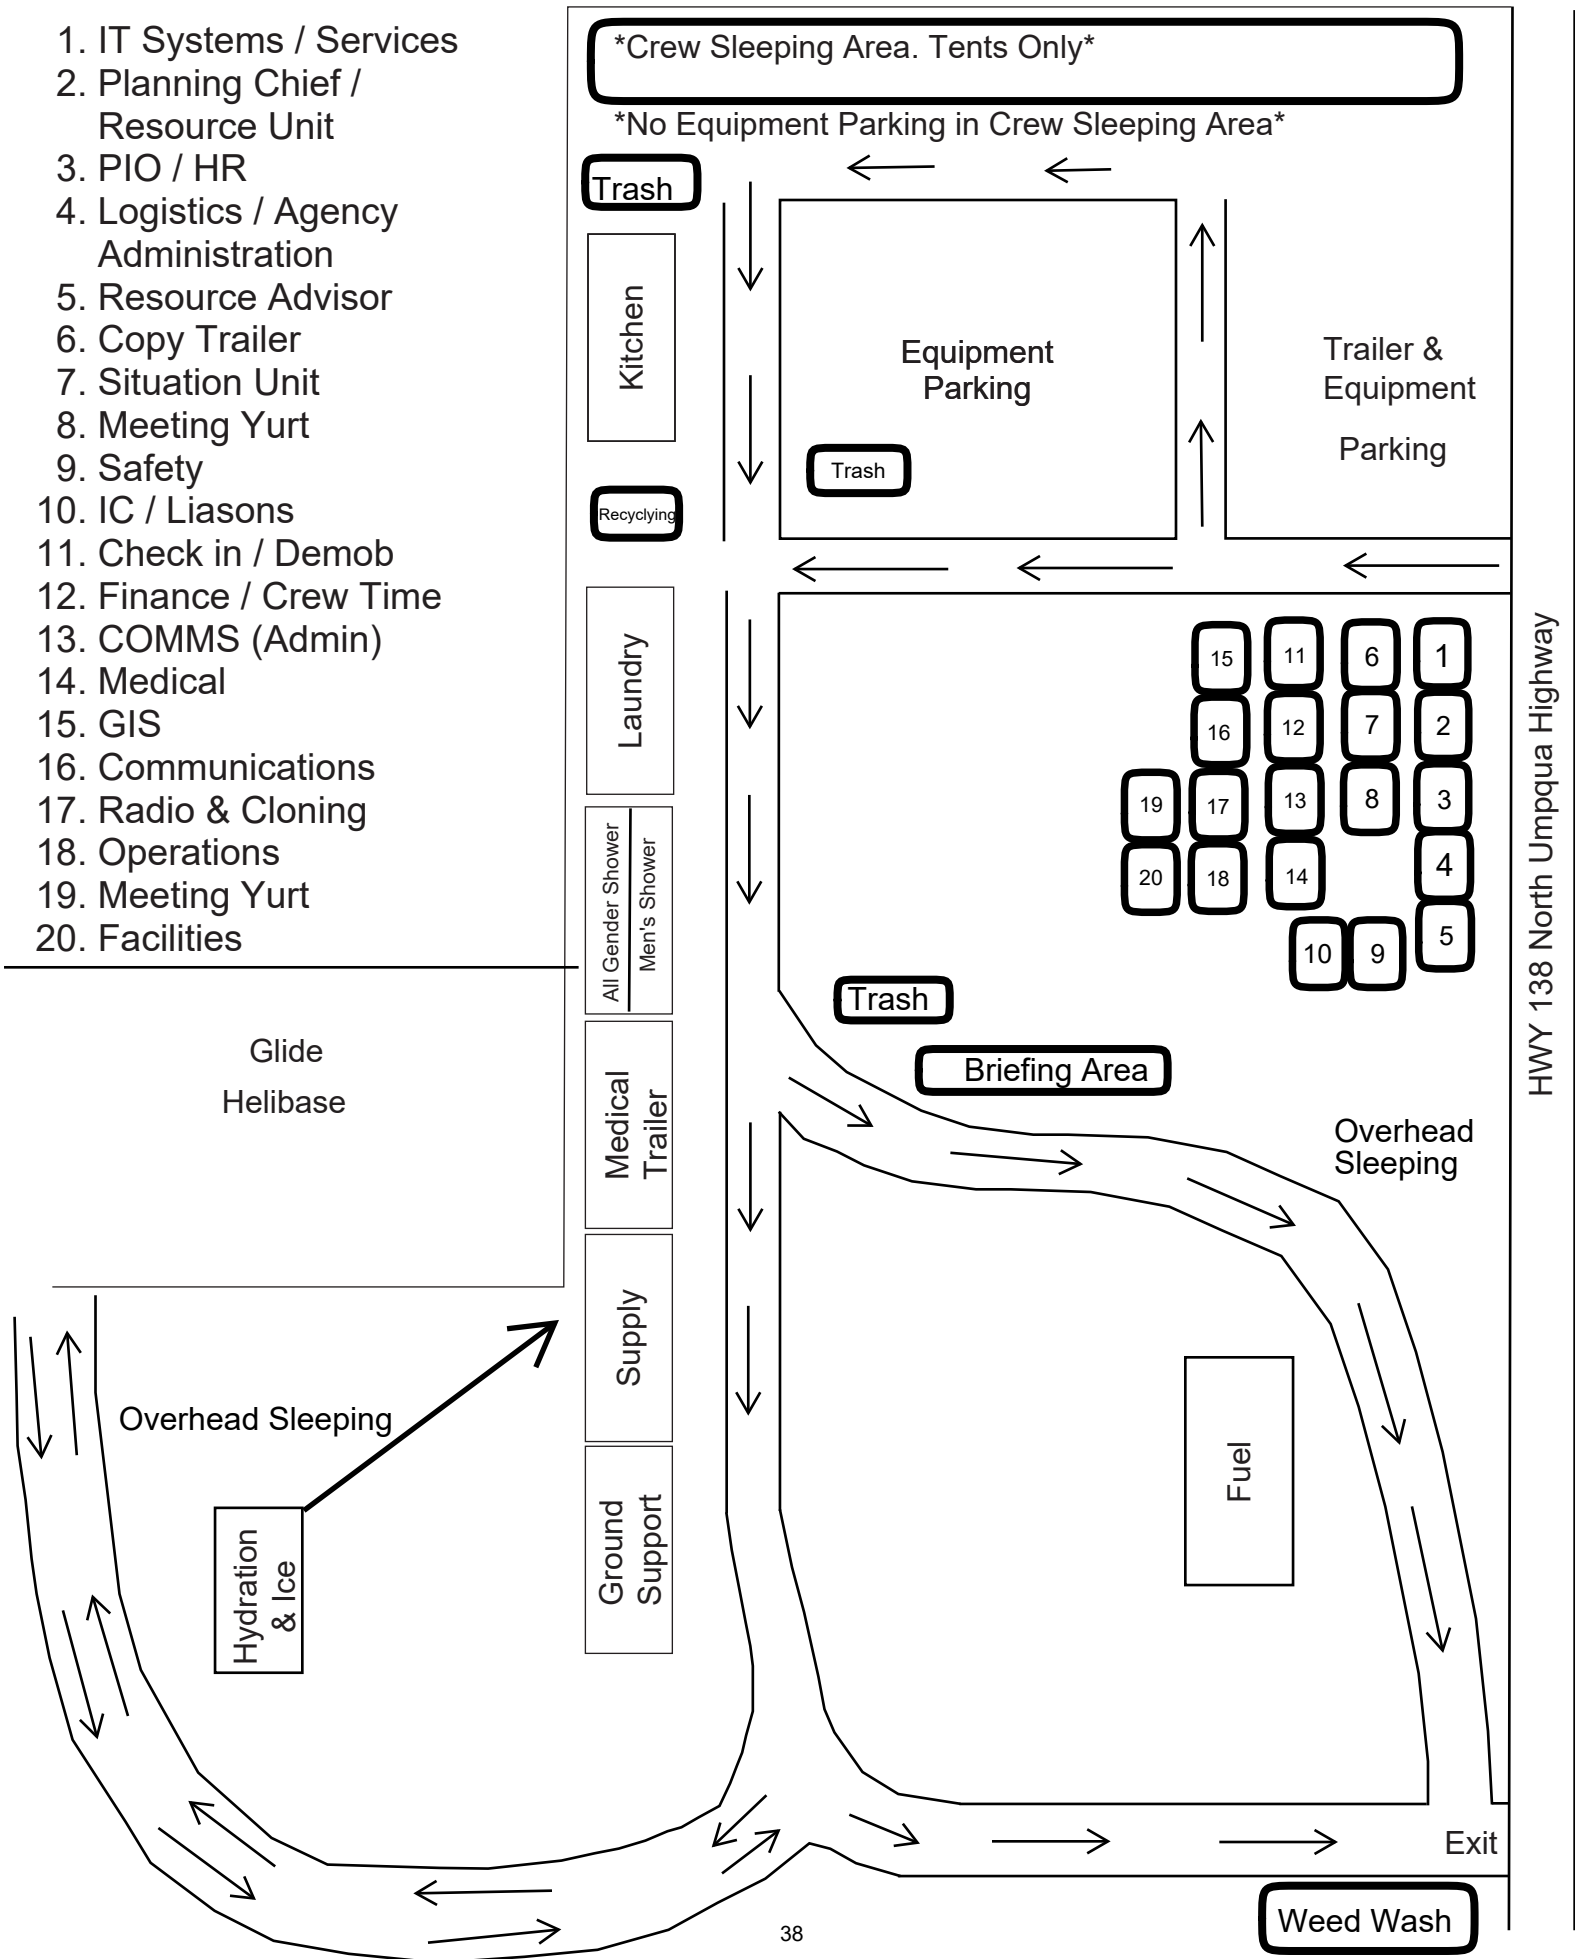 1. IT Systems / Services
2. Planning Chief /
Resource Unit
3. PIO / HR
4. Logistics / Agency
Administration
5. Resource Advisor
6. Copy Trailer
7. Situation Unit
8. Meeting Yurt
9. Safety
10. IC / Liasons
11. Check in / Demob
12. Finance / Crew Time
13. COMMS (Admin)
14. Medical
15. GIS
16. Communications
17. Radio & Cloning
18. Operations
19. Meeting Yurt
20. Facilities
*Crew Sleeping Area. Tents Only*
*No Equipment Parking in Crew Sleeping Area*
Trash
Kitchen
Equipment
Parking
Trash
Trailer &
Equipment
Parking
Recyclying
Laundry
15
11
6
1
16
12
7
2
19
17
13
8
3
20
18
14
4
10
9
5
HWY 138 North Umpqua Highway
All Gender Shower
Men's Shower
Trash
Briefing Area
Glide
Helibase
Medical
Trailer
Overhead
Sleeping
Supply
Overhead Sleeping
Fuel
Ground
Support
Hydration
& Ice
Exit
Weed Wash
38